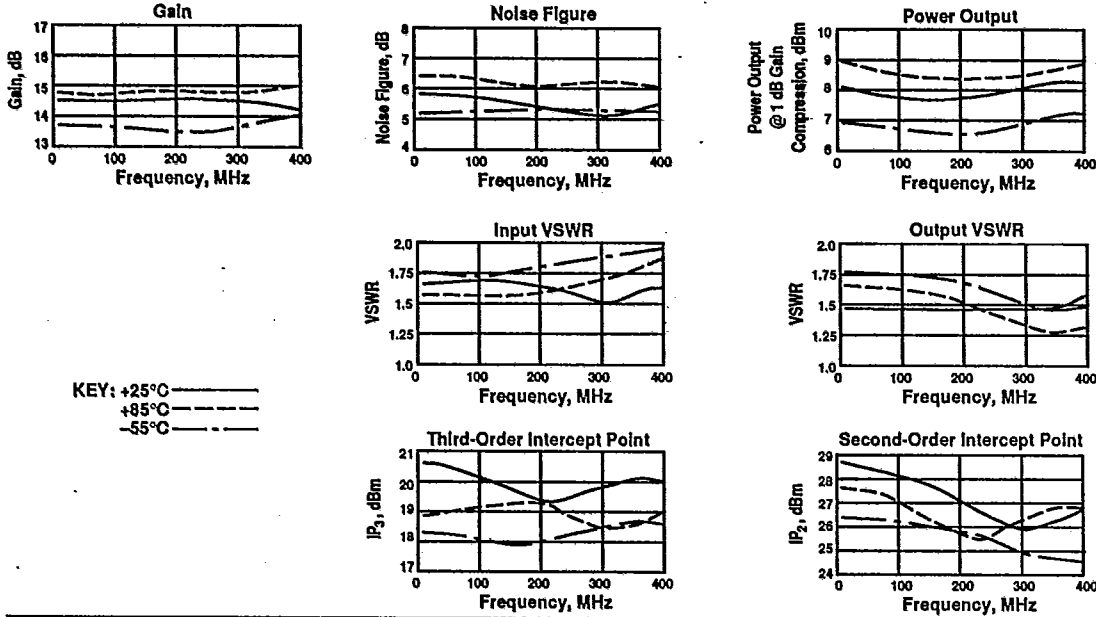 Gain
17
16
15
14
13
Gain, dB
0 100 200 300 400
Frequency, MHz
Noise Figure
8
7
6
5
4
Noise Figure, dB
0 100 200 300 400
Frequency, MHz
Power Output
10
9
8
7
6
Power Output
@ 1 dB Gain
Compression, dBm
0 100 200 300 400
Frequency, MHz
Input VSWR
2.0
1.75
1.5
1.25
1.0
VSWR
0 100 200 300 400
Frequency, MHz
Output VSWR
2.0
1.75
1.5
1.25
1.0
VSWR
0 100 200 300 400
Frequency, MHz
KEY: +25°C
+85°C
–55°C
Third-Order Intercept Point
21
20
19
18
17
IP3, dBm
0 100 200 300 400
Frequency, MHz
Second-Order Intercept Point
29
28
27
26
25
24
IP2, dBm
0 100 200 300 400
Frequency, MHz